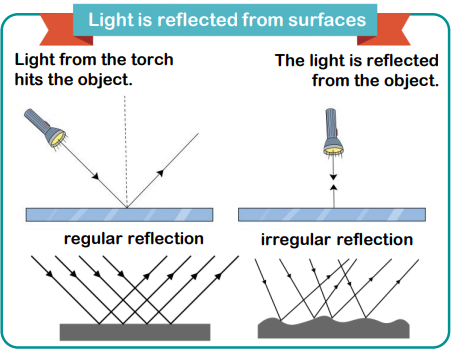 Light is reflected from surfaces
Light from the torch
hits the object.
The light is reflected
from the object.
regular reflection
irregular reflection